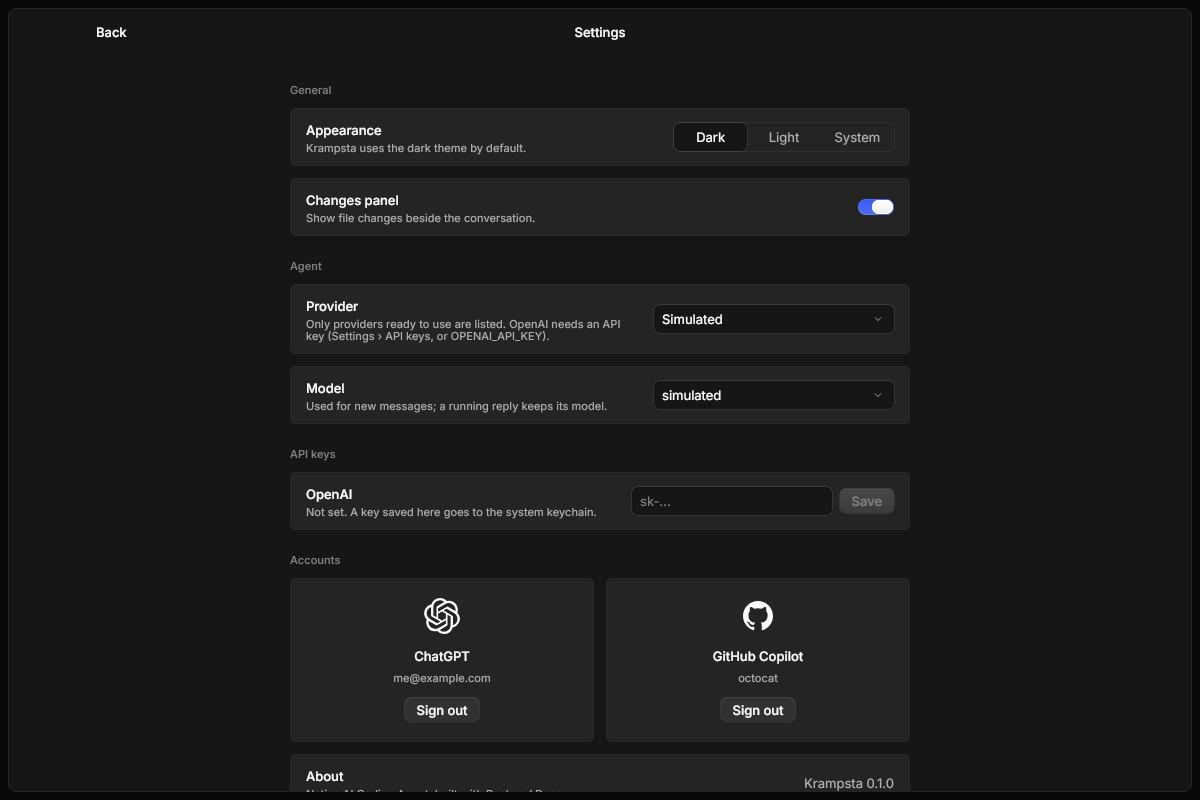 Back
Settings
General
Appearance
Krampsta uses the dark theme by default.
Dark
Light
System
Changes panel
Show file changes beside the conversation.
Agent
Provider
Only providers ready to use are listed. OpenAI needs an API
key (Settings › API keys, or OPENAI_API_KEY).
Simulated
Model
Used for new messages; a running reply keeps its model.
simulated
API keys
OpenAI
Not set. A key saved here goes to the system keychain.
sk-...
Save
Accounts
ChatGPT
me@example.com
Sign out
GitHub Copilot
octocat
Sign out
About
Krampsta 0.1.0